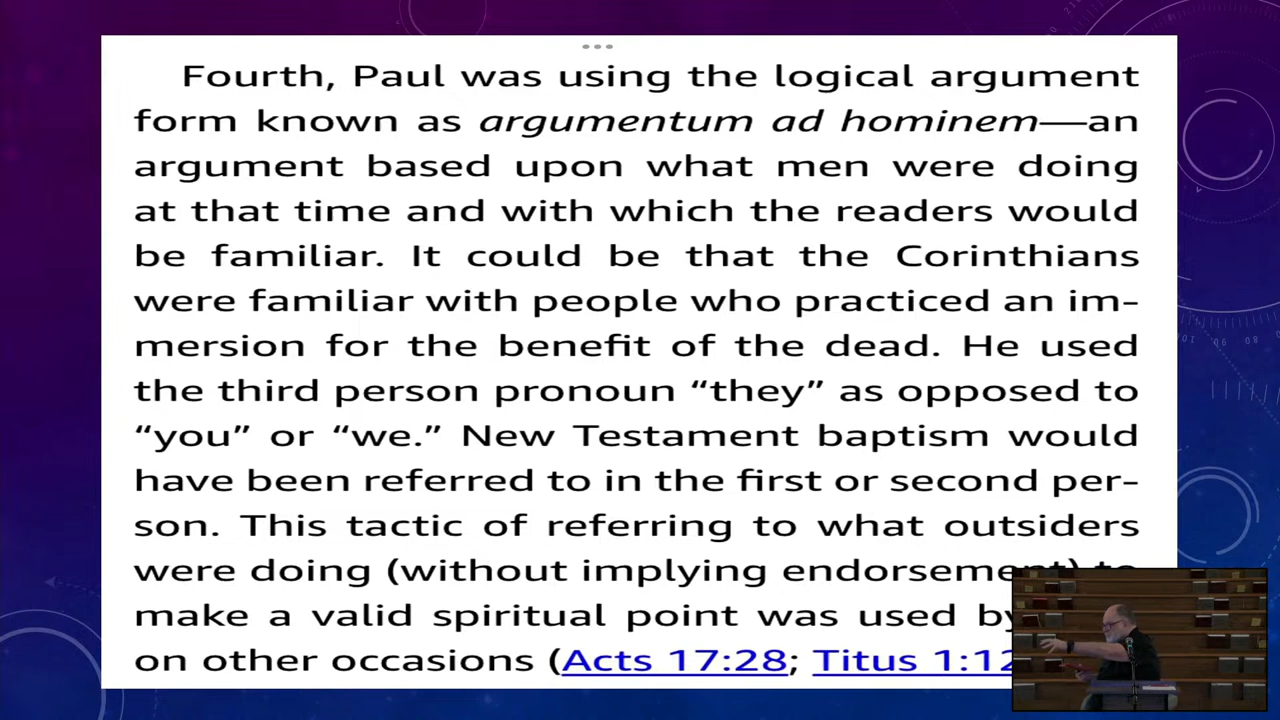 Fourth, Paul was using the logical argument
form known as argumentum ad hominem—an
argument based upon what men were doing
at that time and with which the readers would
be familiar. It could be that the Corinthians
were familiar with people who practiced an im-
mersion for the benefit of the dead. He used
the third person pronoun “they” as opposed to
“you” or “we.” New Testament baptism would
have been referred to in the first or second per-
son. This tactic of referring to what outsiders
were doing (without implying endorsement) to
make a valid spiritual point was used by
on other occasions (Acts 17:28; Titus 1:12